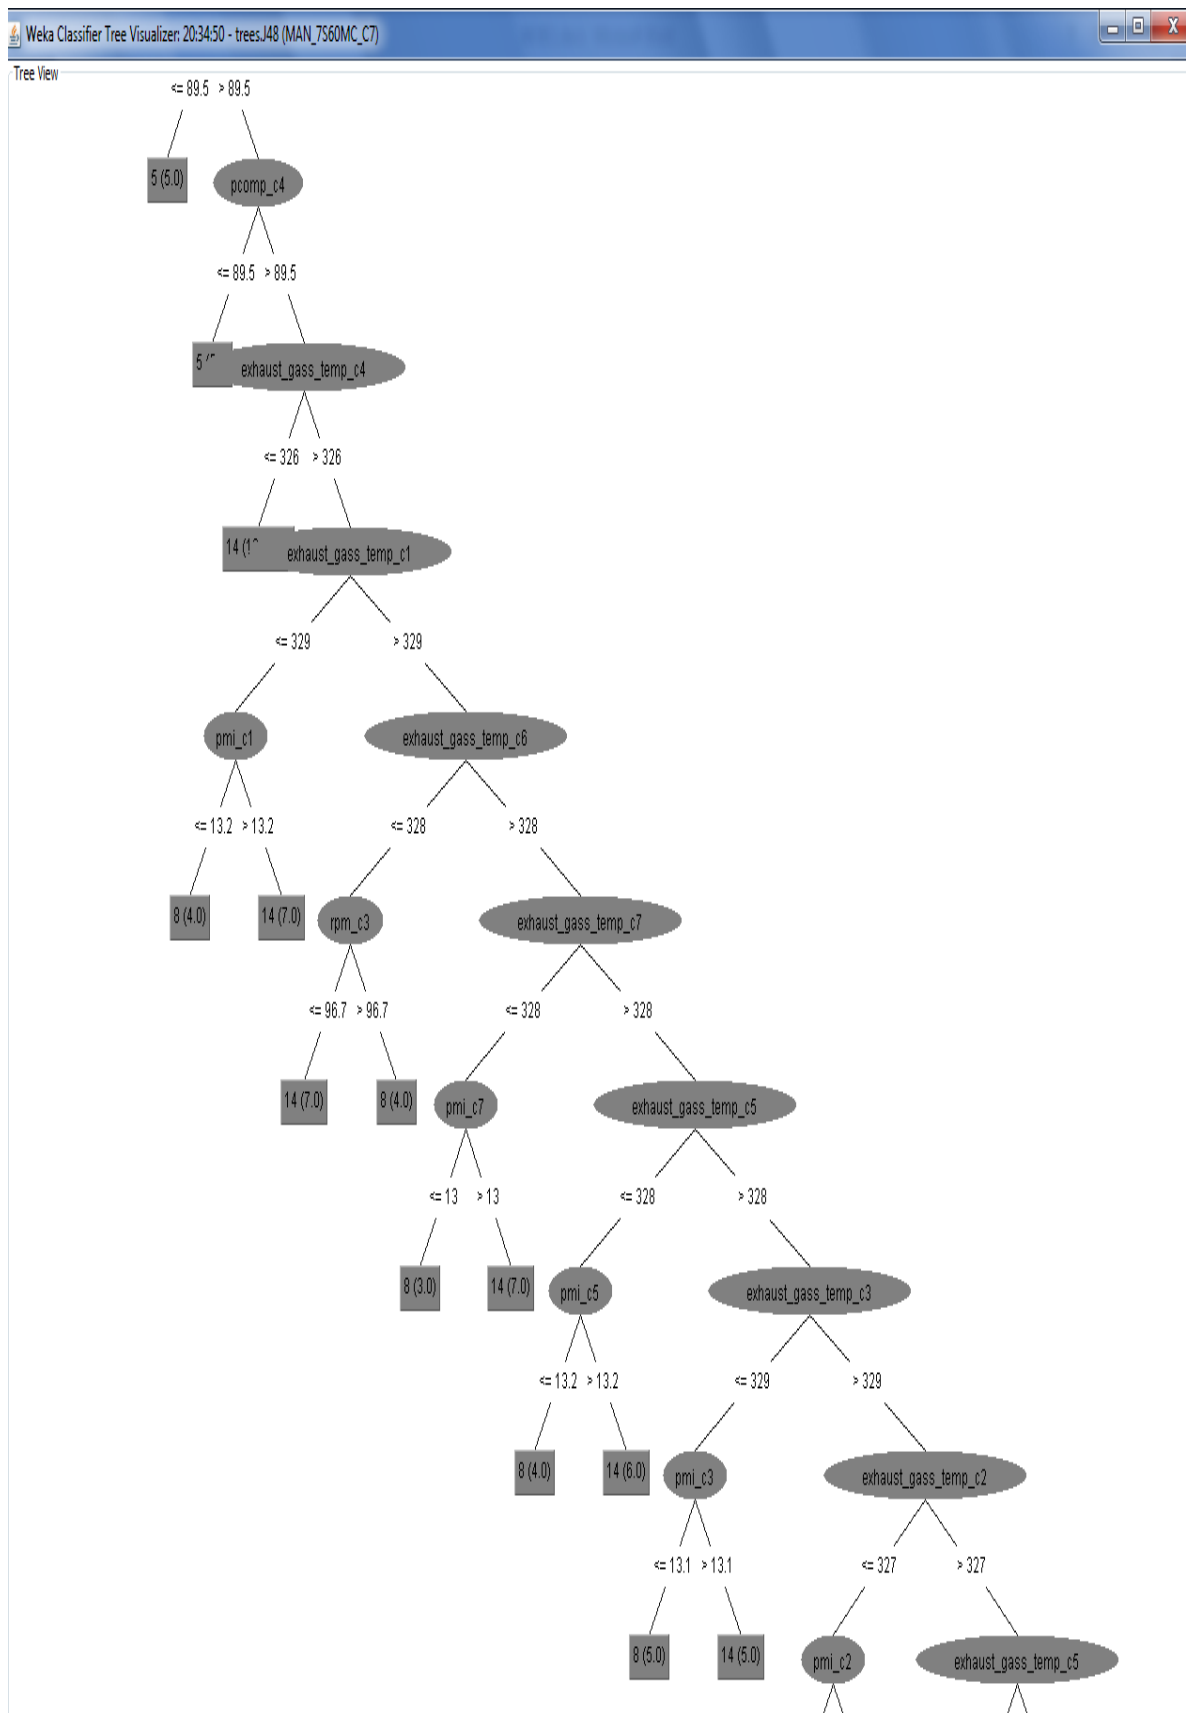 Weka Classifier Tree Visualizer: 20:34:50 - trees.J48 (MAN_7S60MC_C7)
Tree View
<= 89.5 > 89.5
5 (5.0) pcomp_c4
<= 89.5 > 89.5
5 exhaust_gass_temp_c4
<= 326 > 326
14 exhaust_gass_temp_c1
<= 329 > 329
pmi_c1 exhaust_gass_temp_c6
<= 13.2 > 13.2 <= 328 > 328
8 (4.0) 14 (7.0) rpm_c3 exhaust_gass_temp_c7
<= 96.7 > 96.7 <= 328 > 328
14 (7.0) 8 (4.0) pmi_c7 exhaust_gass_temp_c5
<= 13 > 13 <= 328 > 328
8 (3.0) 14 (7.0) pmi_c5 exhaust_gass_temp_c3
<= 13.2 > 13.2 <= 329 > 329
8 (4.0) 14 (6.0) pmi_c3 exhaust_gass_temp_c2
<= 13.1 > 13.1 <= 327 > 327
8 (5.0) 14 (5.0) pmi_c2 exhaust_gass_temp_c5